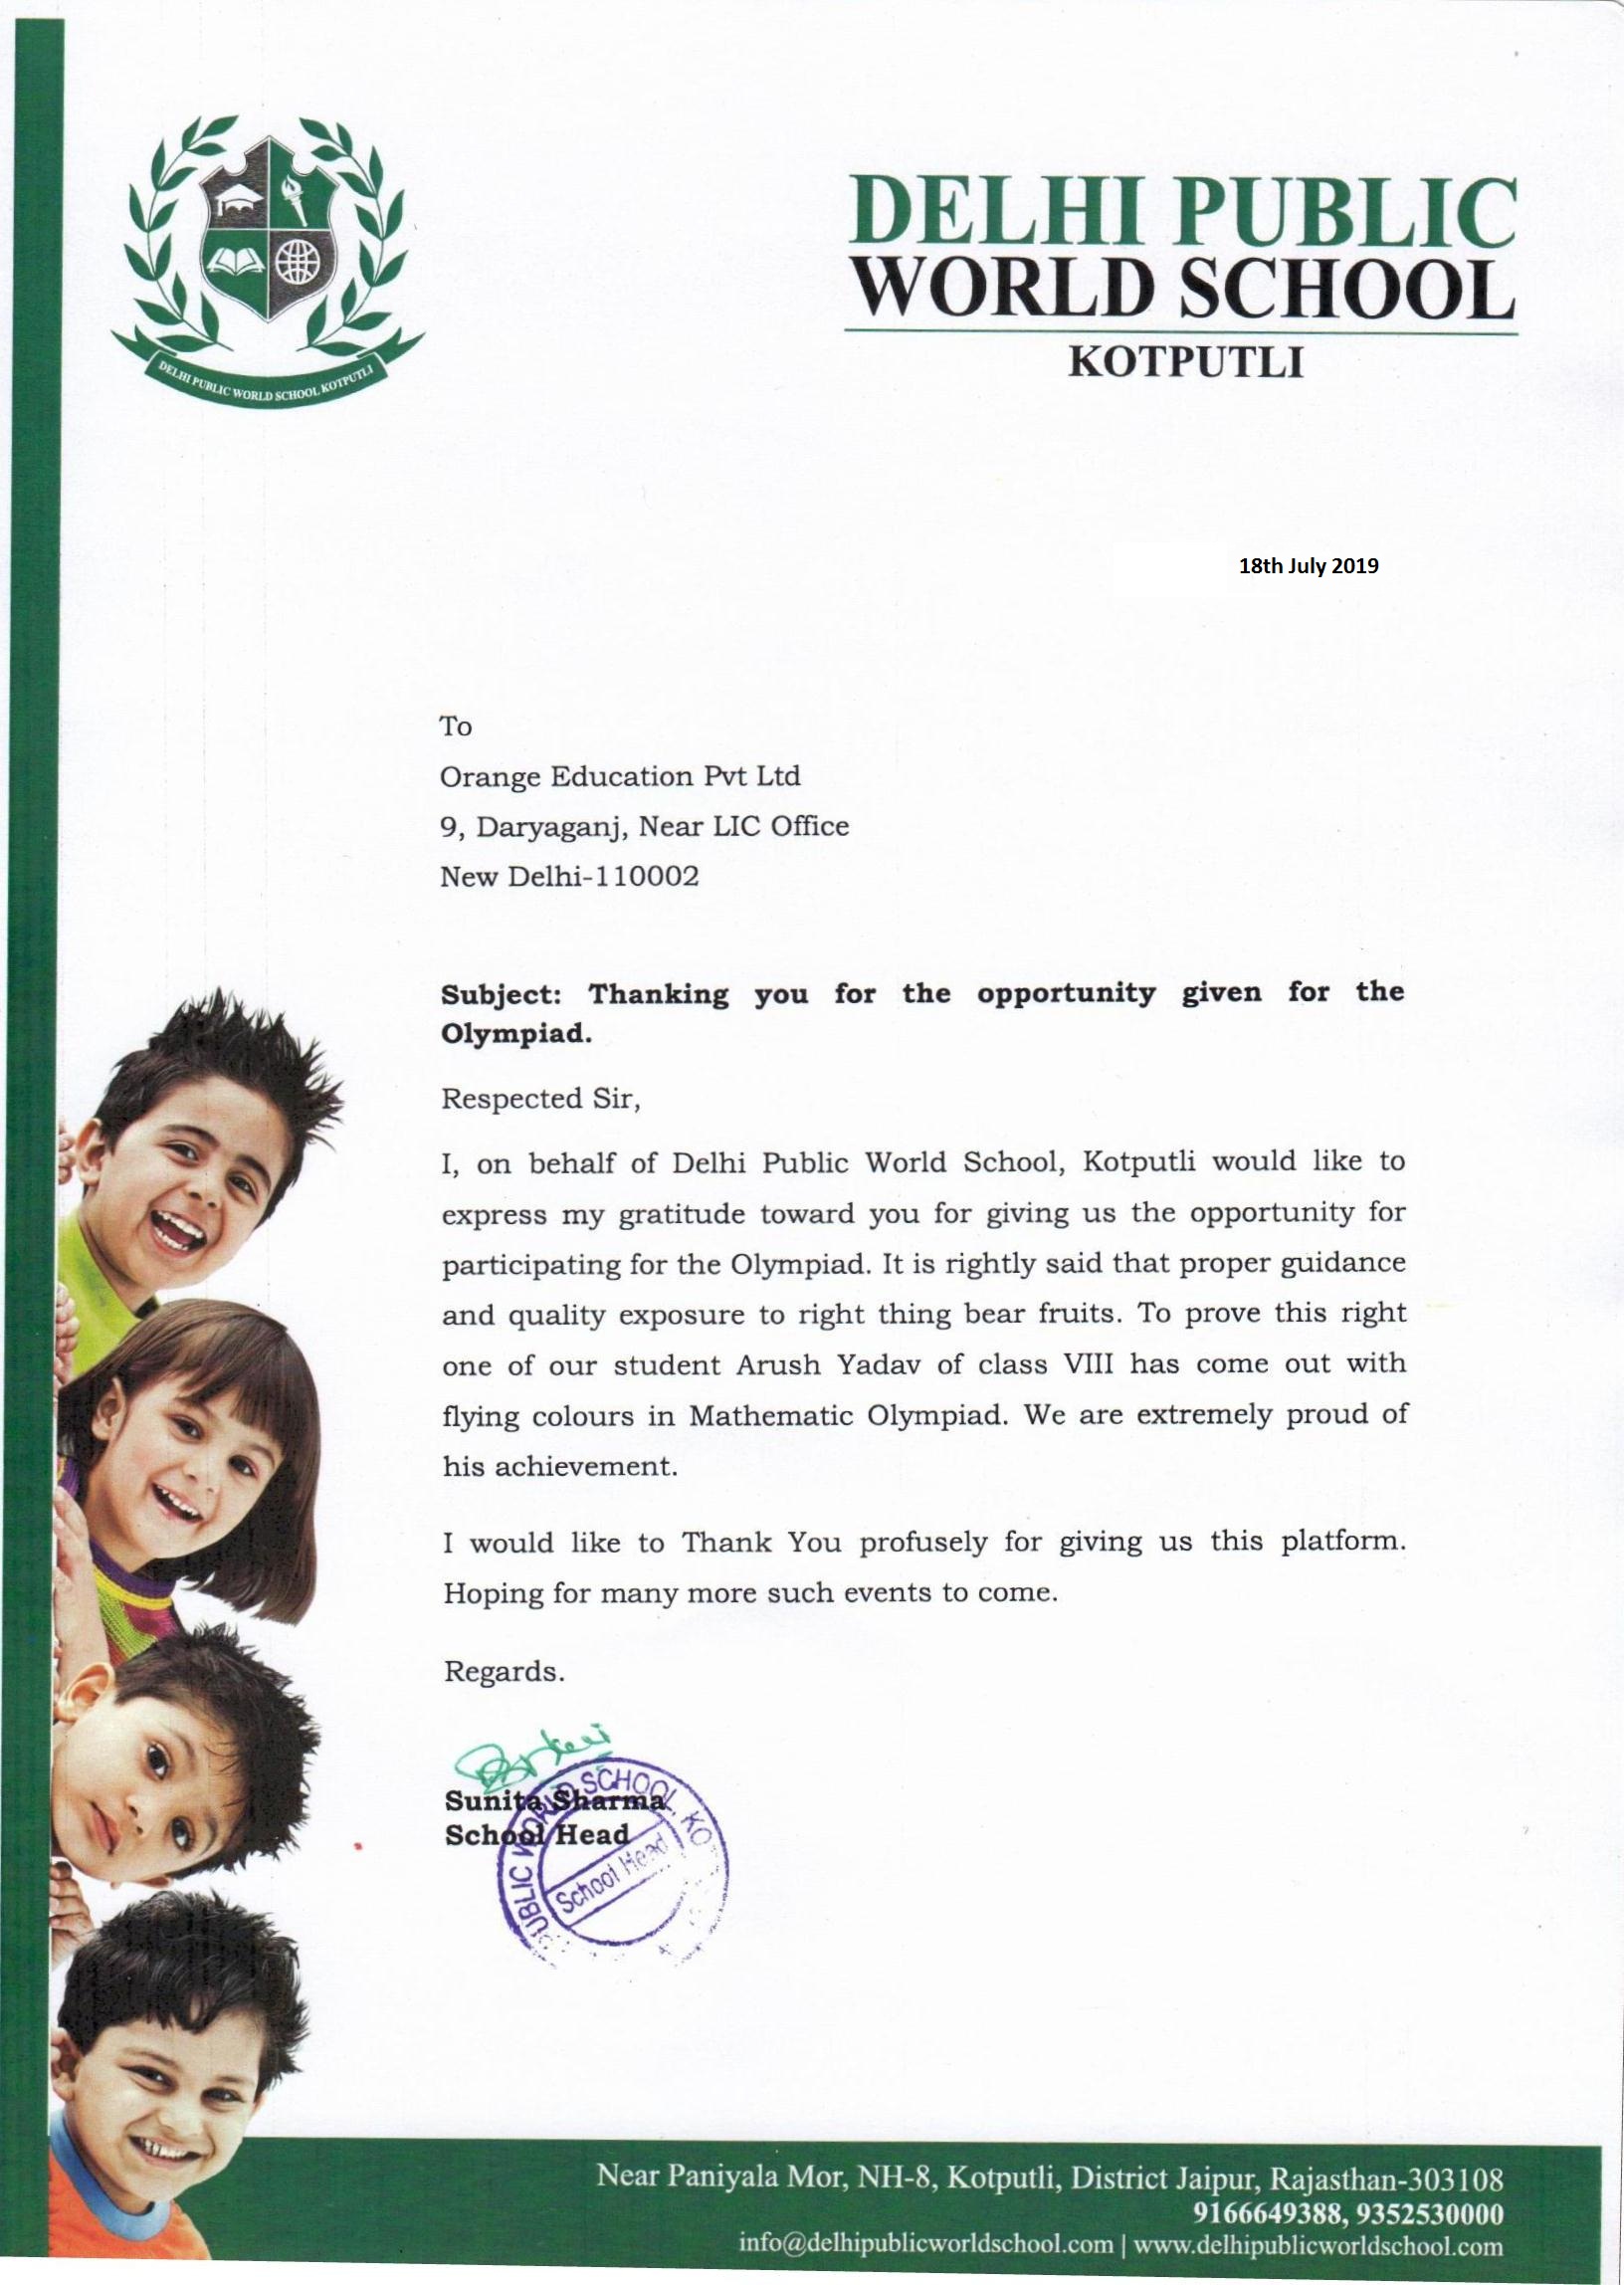 DELHI PUBLIC WORLD SCHOOL KOTPUTLI
DELHI PUBLIC
WORLD SCHOOL
KOTPUTLI
18th July 2019
To
Orange Education Pvt Ltd
9, Daryaganj, Near LIC Office
New Delhi-110002
Subject: Thanking you for the opportunity given for the
Olympiad.
Respected Sir,
I, on behalf of Delhi Public World School, Kotputli would like to
express my gratitude toward you for giving us the opportunity for
participating for the Olympiad. It is rightly said that proper guidance
and quality exposure to right thing bear fruits. To prove this right
one of our student Arush Yadav of class VIII has come out with
flying colours in Mathematic Olympiad. We are extremely proud of
his achievement.
I would like to Thank You profusely for giving us this platform.
Hoping for many more such events to come.
Regards.
Sunita Sharma
School Head
UBLIC WORLD SCHOOL, KO
School Head
Near Paniyala Mor, NH-8, Kotputli, District Jaipur, Rajasthan-303108
9166649388, 9352530000
info@delhipublicworldschool.com | www.delhipublicworldschool.com